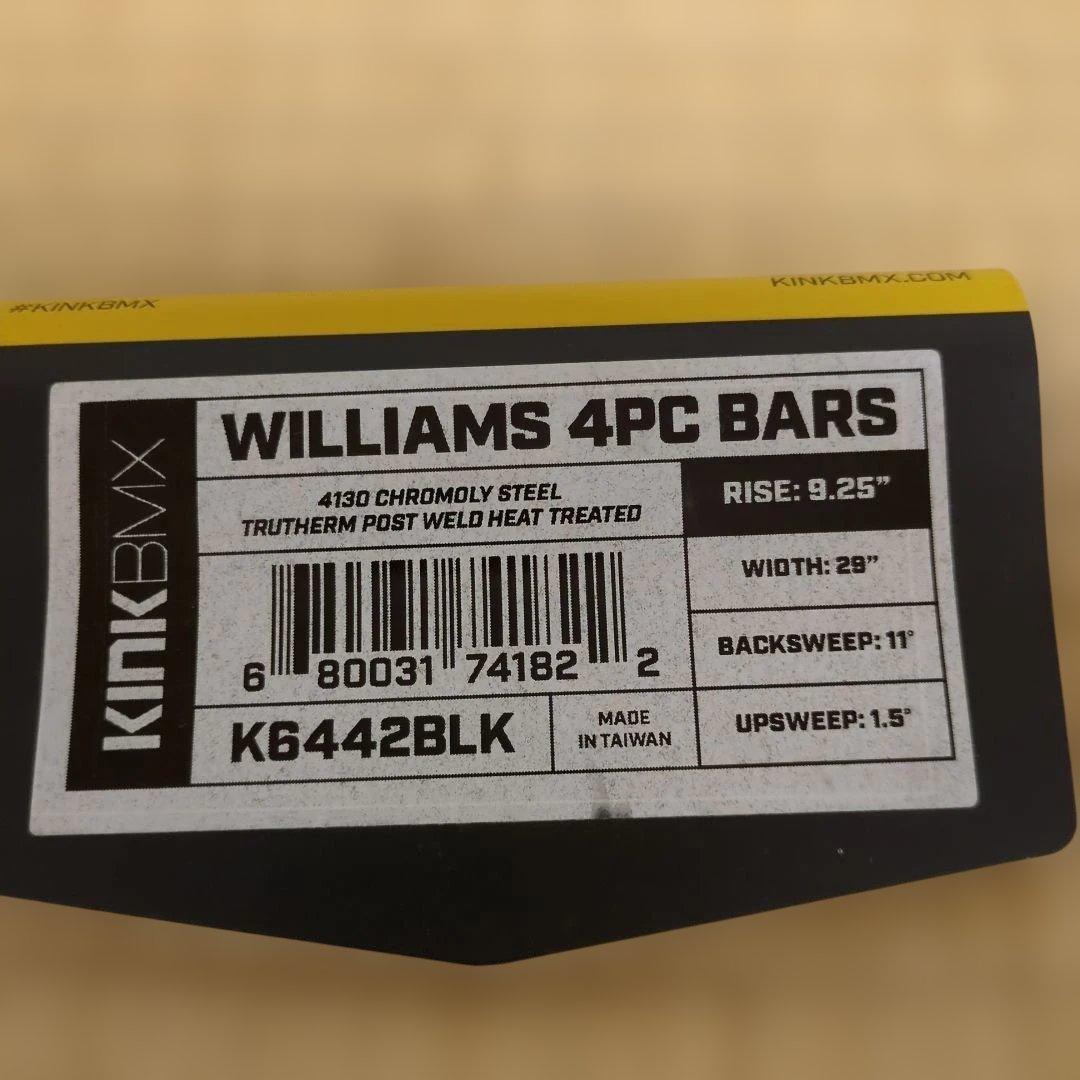 #KINKBMX
KINKBMX.COM
KINKBMX
WILLIAMS 4PC BARS
4130 CHROMOLY STEEL
TRUTHERM POST WELD HEAT TREATED
RISE: 9.25”
WIDTH: 29”
BACKSWEEP: 11°
UPSWEEP: 1.5°
6 80031 74182 2
K6442BLK
MADE
IN TAIWAN